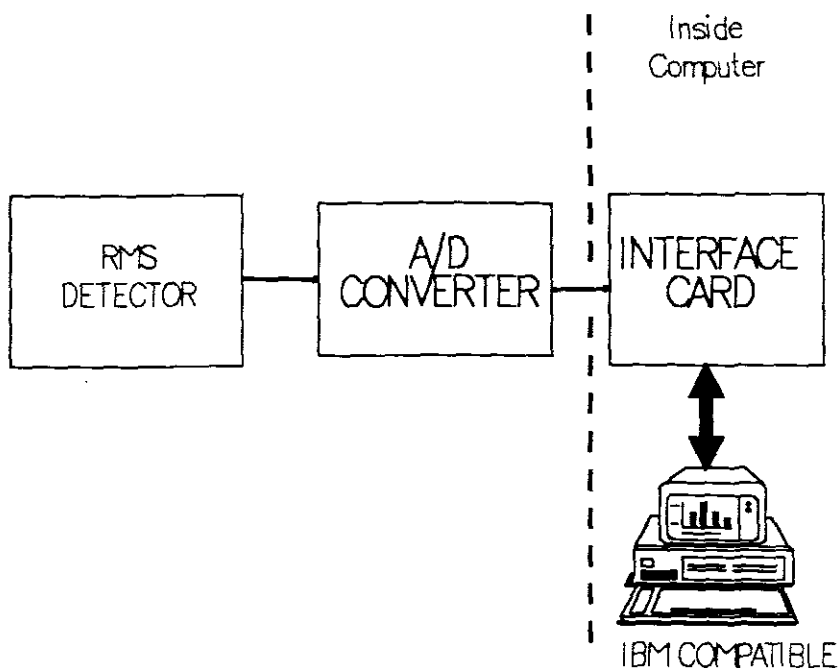 Inside
Computer
RMS
DETECTOR
A/D
CONVERTER
INTERFACE
CARD
IBM COMPATIBLE